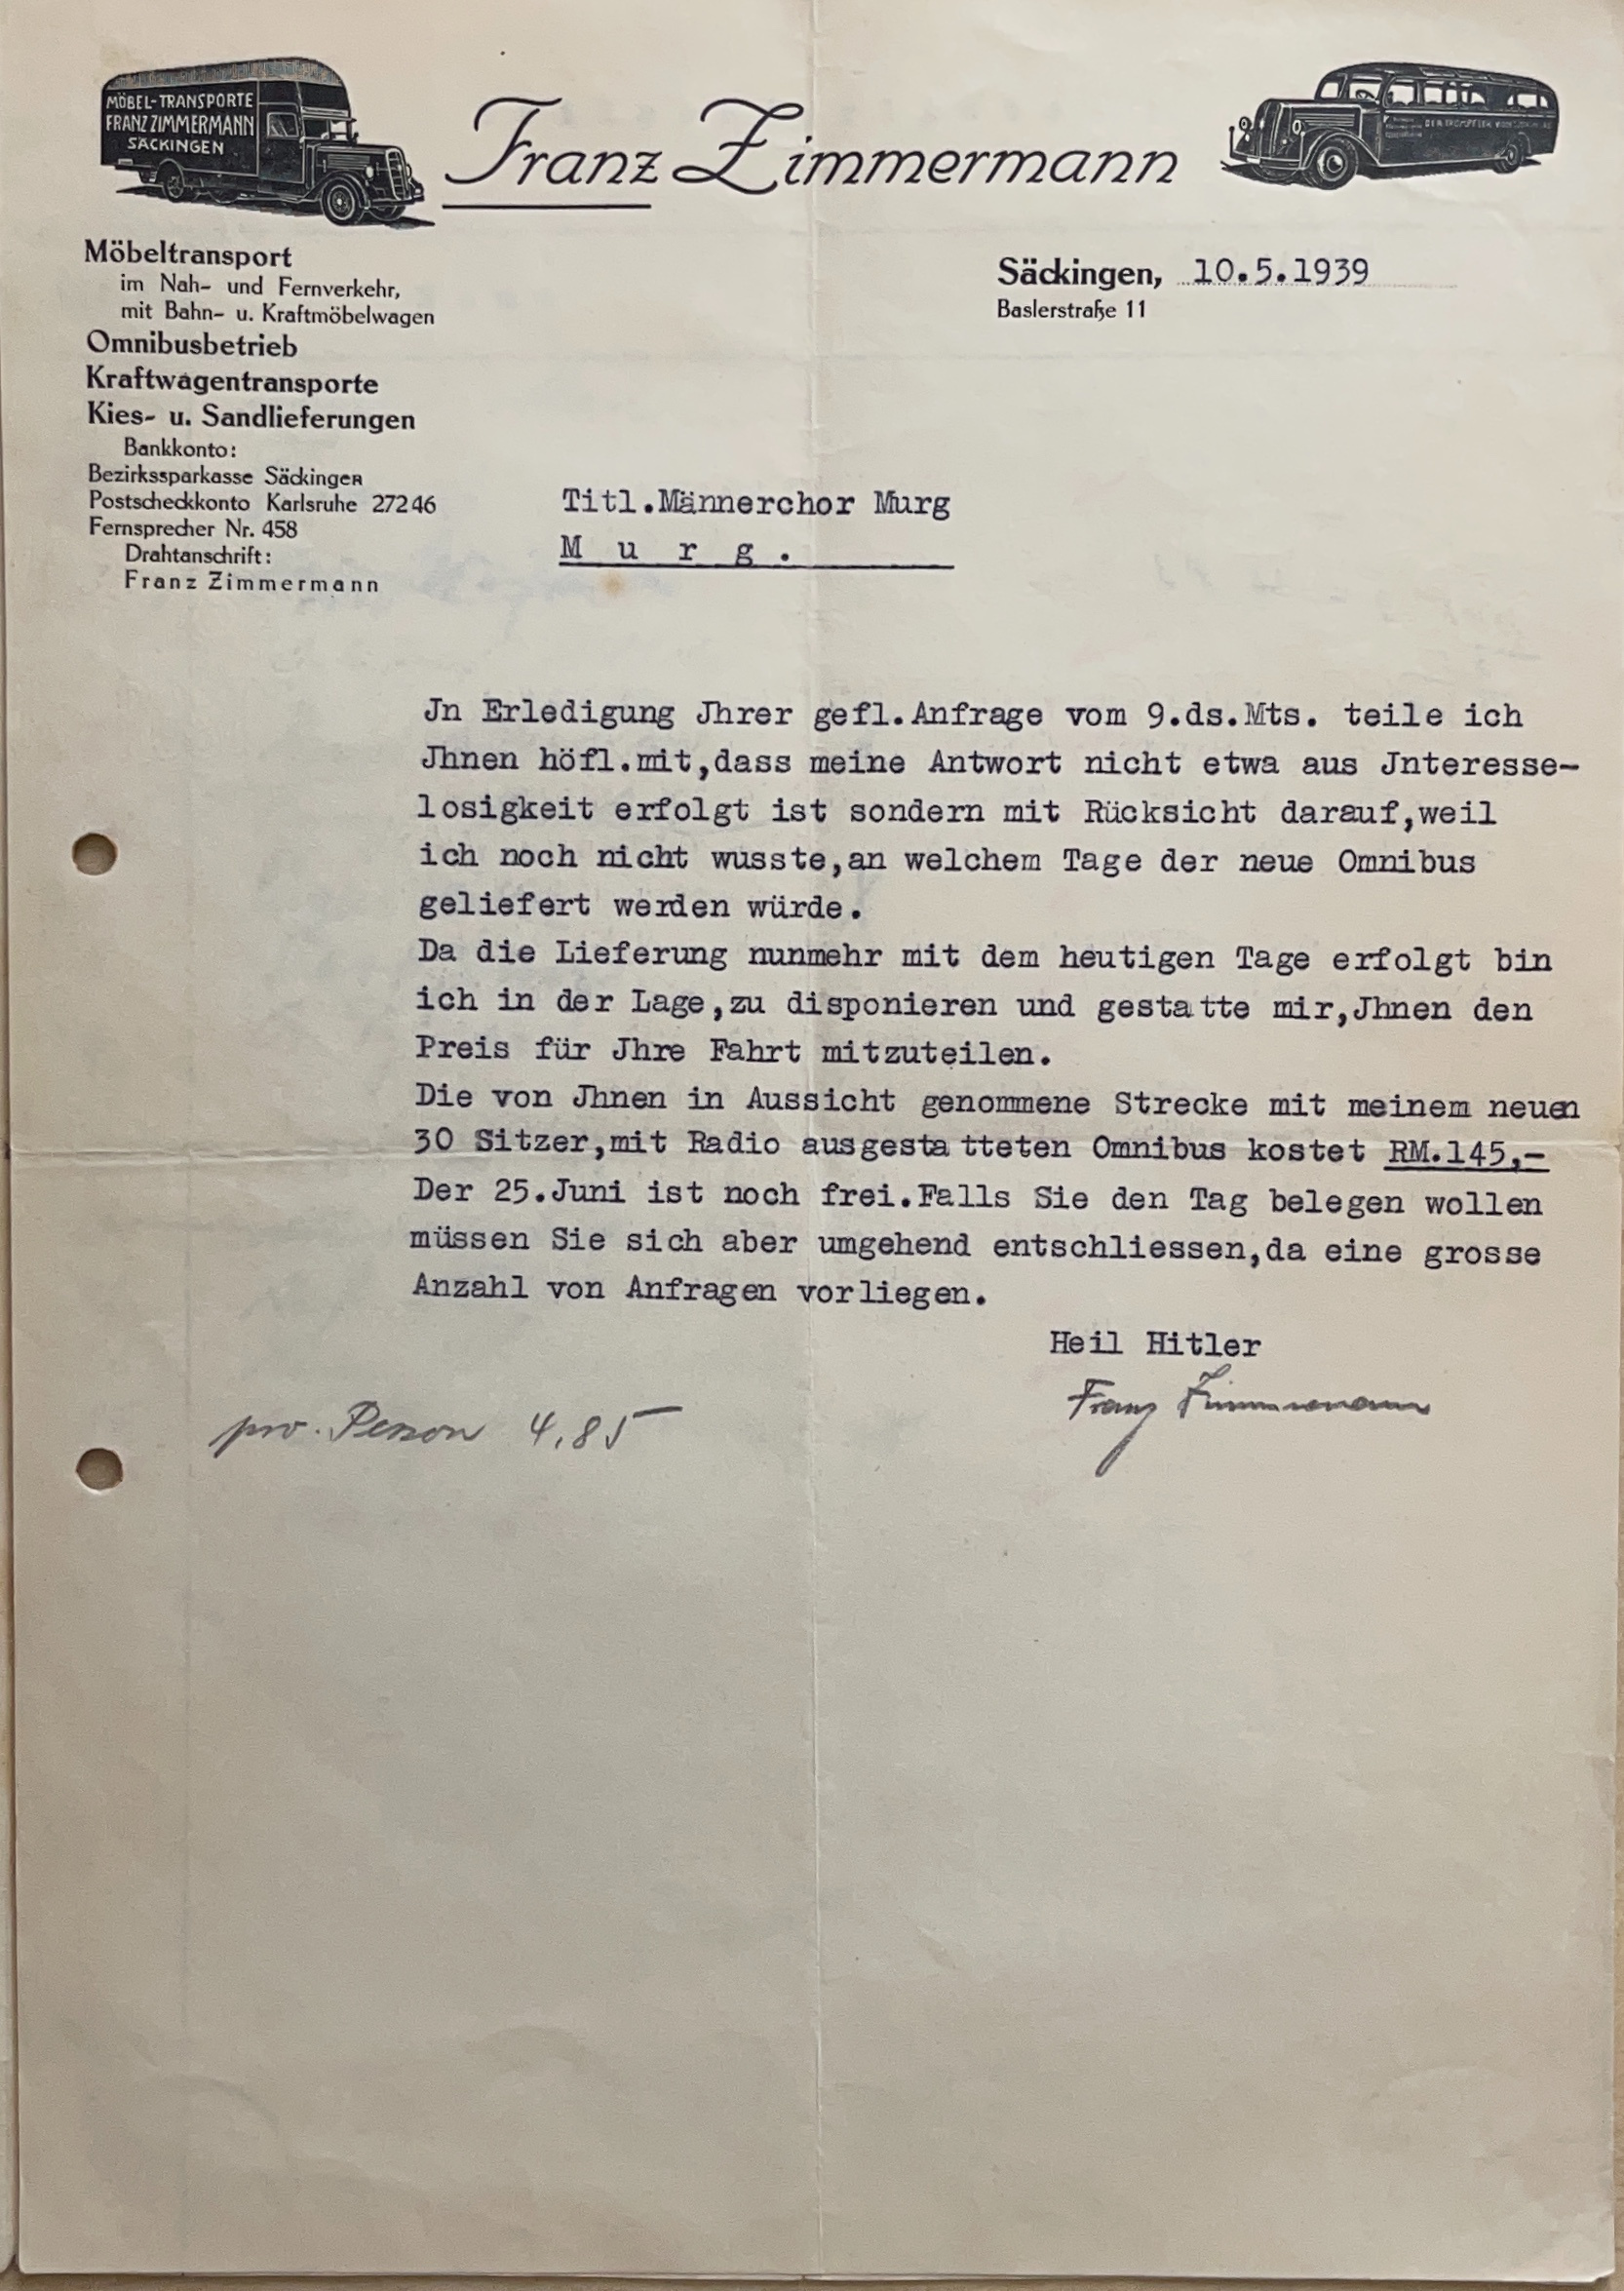 MÖBEL-TRANSPORTE
FRANZ ZIMMERMANN
SÄCKINGEN
Franz Zimmermann
Möbeltransport
im Nah- und Fernverkehr,
mit Bahn- u. Kraftmöbelwagen
Omnibusbetrieb
Kraftwagentransporte
Kies- u. Sandlieferungen
Bankkonto:
Bezirkssparkasse Säckingen
Postscheckkonto Karlsruhe 27246
Fernsprecher Nr. 458
Drahtanschrift:
Franz Zimmermann
Säckingen, 10.5.1939
Baslerstraße 11
Titl.Männerchor Murg
M u r g .
Jn Erledigung Jhrer gefl.Anfrage vom 9.ds.Mts. teile ich
Jhnen höfl.mit,dass meine Antwort nicht etwa aus Jnteresse-
losigkeit erfolgt ist sondern mit Rücksicht darauf,weil
ich noch nicht wusste,an welchem Tage der neue Omnibus
geliefert werden würde.
Da die Lieferung nunmehr mit dem heutigen Tage erfolgt bin
ich in der Lage,zu disponieren und gestatte mir,Jhnen den
Preis für Jhre Fahrt mitzuteilen.
Die von Jhnen in Aussicht genommene Strecke mit meinem neuen
30 Sitzer,mit Radio ausgestatteten Omnibus kostet RM.145,-
Der 25.Juni ist noch frei.Falls Sie den Tag belegen wollen
müssen Sie sich aber umgehend entschliessen,da eine grosse
Anzahl von Anfragen vorliegen.
Heil Hitler
Franz Zimmermann
pro. Person 4,85